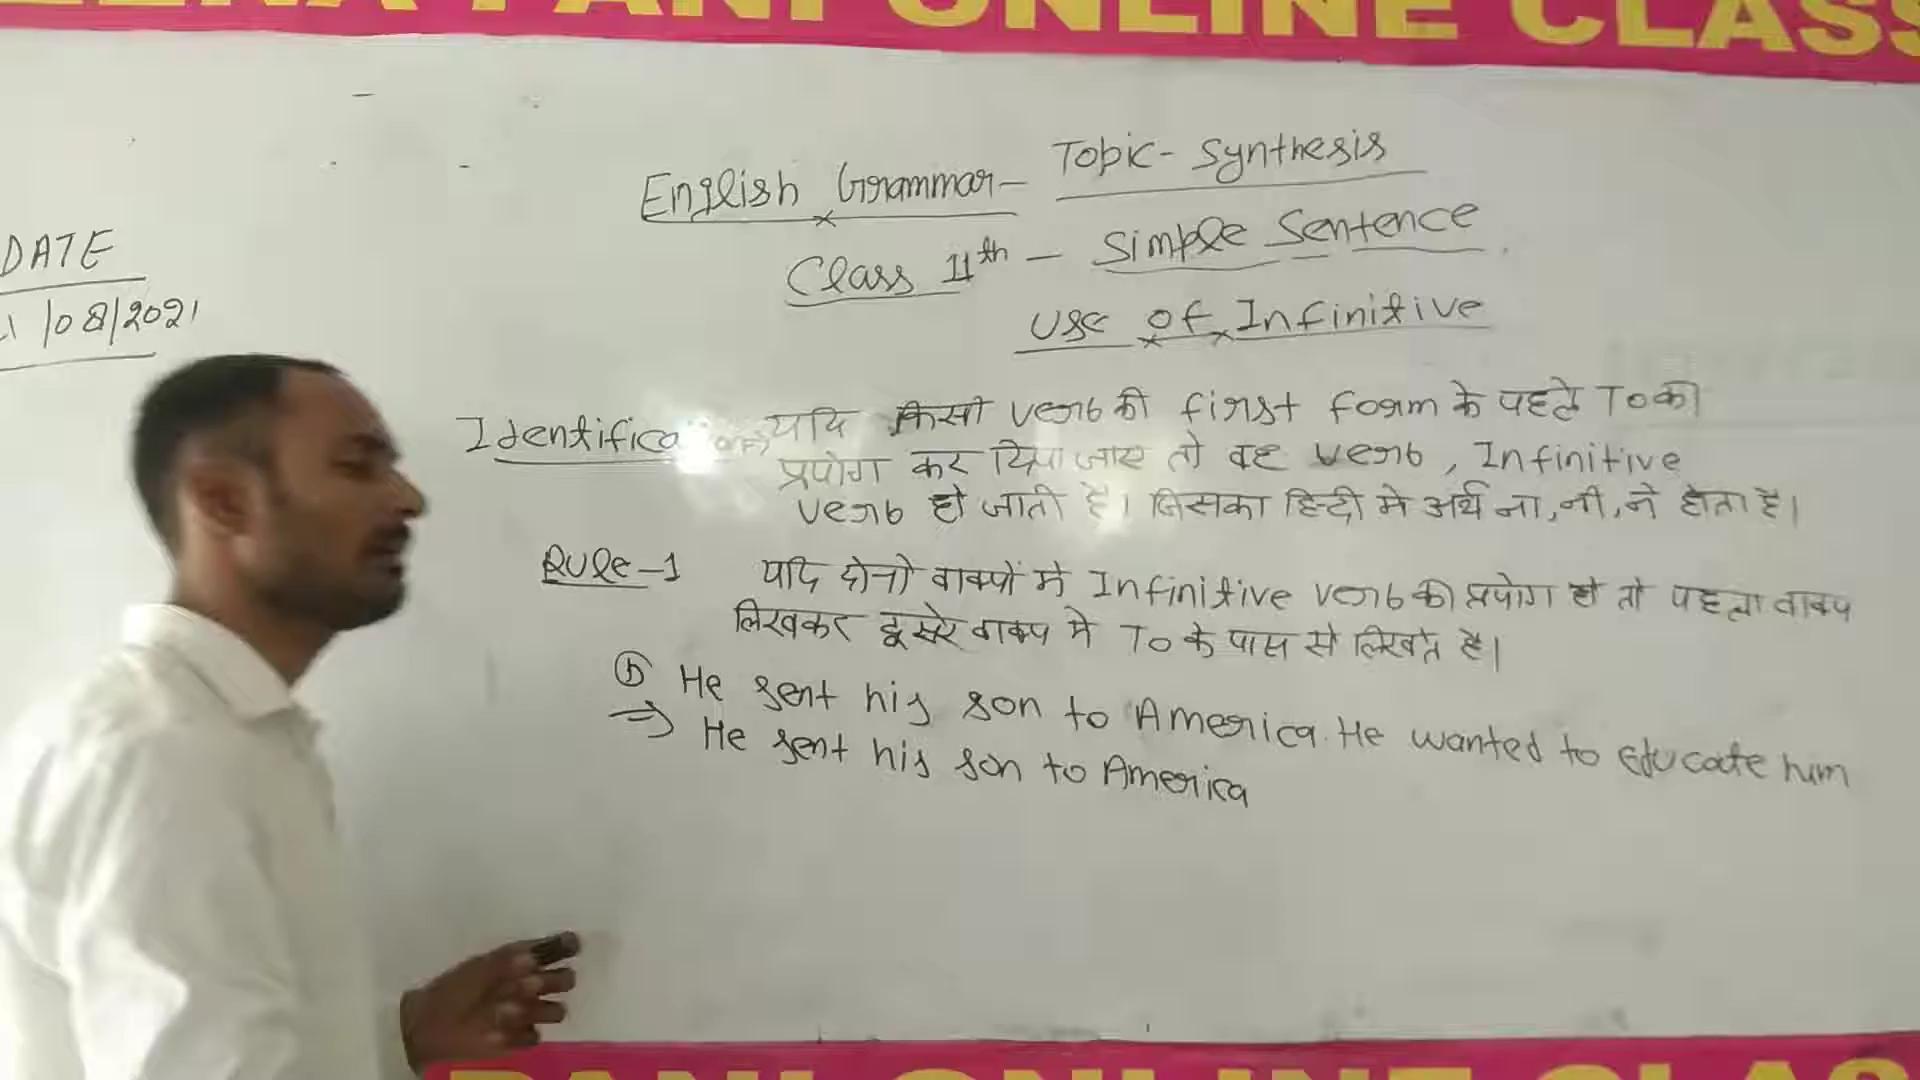 PANI ONLINE CLASS
English Grammar- Topic- Synthesis
Class 11th - Simple Sentence
Use of Infinitive
DATE
1/08/2021
Identification यदि किसी verb की first form के पहले To का
प्रयोग कर दिया जाए तो वह verb, Infinitive
verb हो जाती है। जिसका हिन्दी मे अर्थ ना, नी, ने होता है।
Rule-1 यदि दोनो वाक्यों मे Infinitive verb की प्रयोग हो तो पहला वाक्य
लिखकर दूसरे वाक्य मे To के पास से लिखते है।
① He sent his son to America. He wanted to educate him
⇒ He sent his son to America
PANI ONLINE CLAS